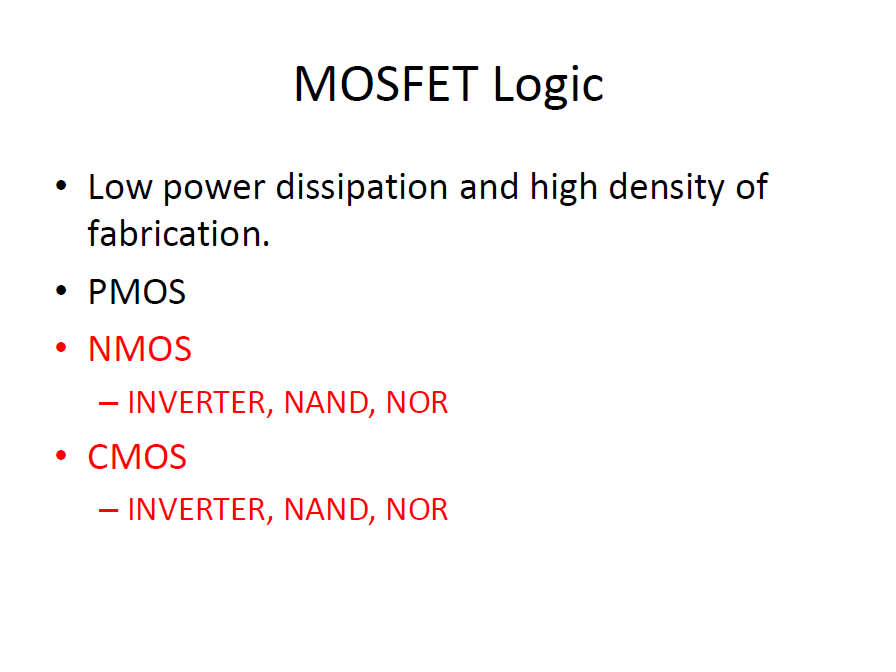 MOSFET Logic
• Low power dissipation and high density of
fabrication.
• PMOS
• NMOS
– INVERTER, NAND, NOR
• CMOS
– INVERTER, NAND, NOR